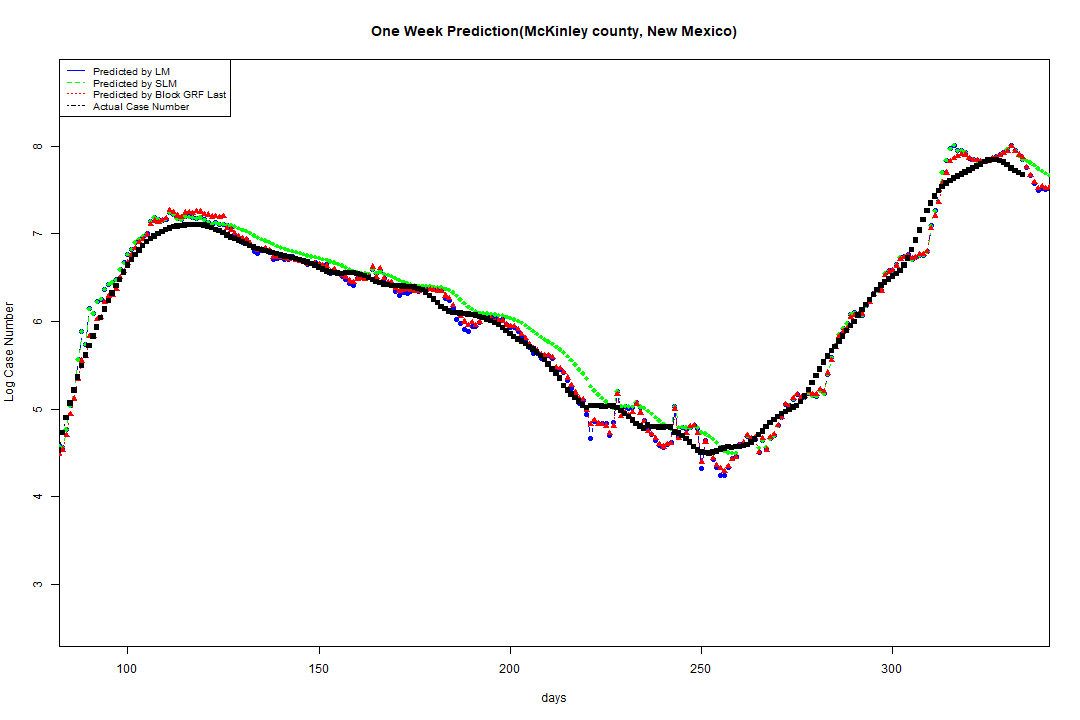 One Week Prediction(McKinley county, New Mexico)
Predicted by LM
Predicted by SLM
Predicted by Block GRF Last
Actual Case Number
8
7
6
5
4
3
Log Case Number
100 150 200 250 300
days